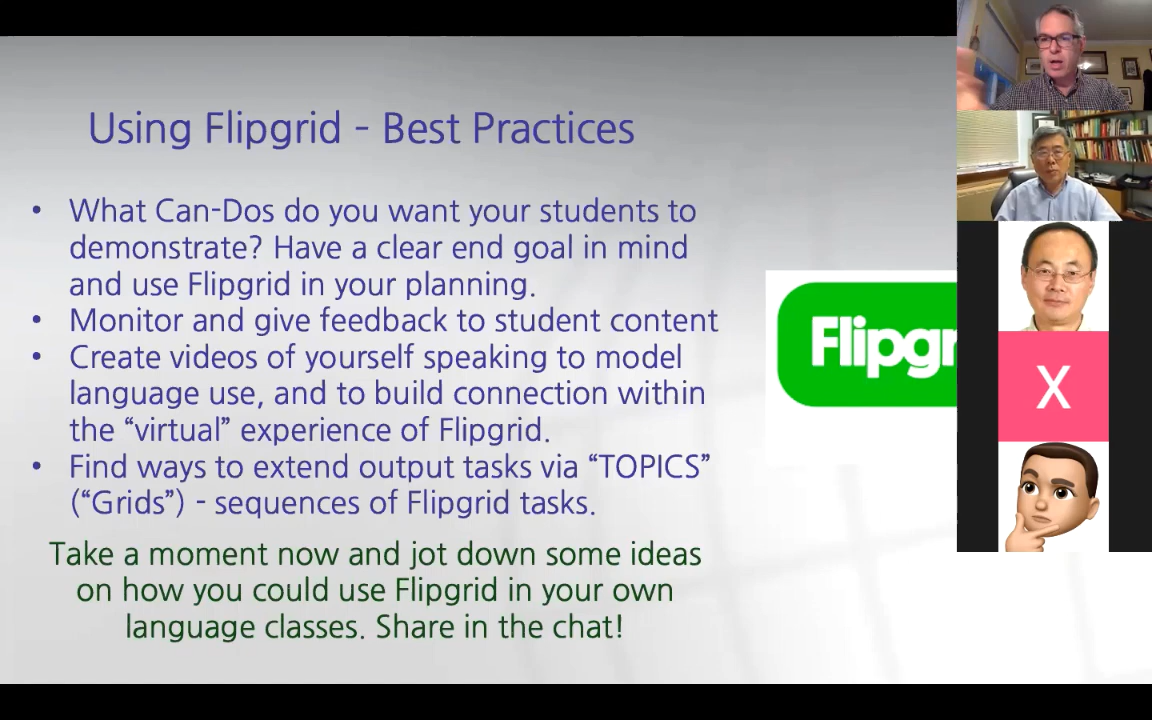 Using Flipgrid - Best Practices
• What Can-Dos do you want your students to
demonstrate? Have a clear end goal in mind
and use Flipgrid in your planning.
• Monitor and give feedback to student content
• Create videos of yourself speaking to model
language use, and to build connection within
the “virtual” experience of Flipgrid.
• Find ways to extend output tasks via “TOPICS”
(“Grids”) - sequences of Flipgrid tasks.
Take a moment now and jot down some ideas
on how you could use Flipgrid in your own
language classes. Share in the chat!
Flipgr
X